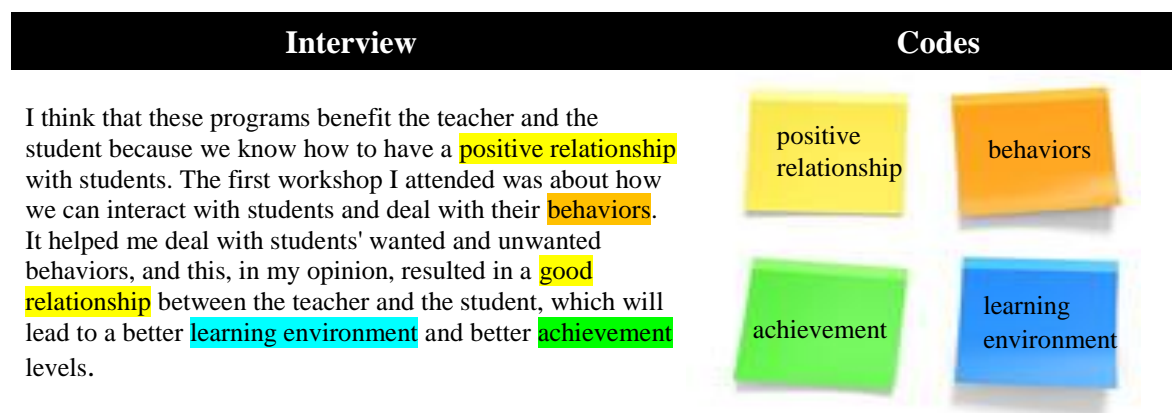 Interview
Codes
I think that these programs benefit the teacher and the
student because we know how to have a positive relationship
with students. The first workshop I attended was about how
we can interact with students and deal with their behaviors.
It helped me deal with students' wanted and unwanted
behaviors, and this, in my opinion, resulted in a good
relationship between the teacher and the student, which will
lead to a better learning environment and better achievement
levels.
positive
relationship
behaviors
achievement
learning
environment